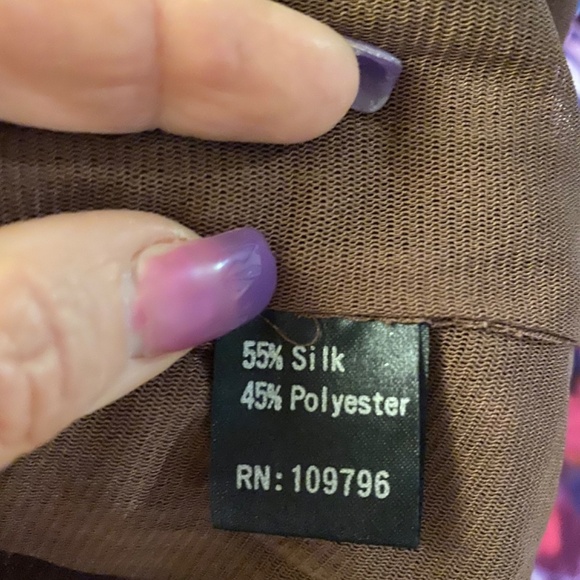 55% Silk
45% Polyester
RN: 109796